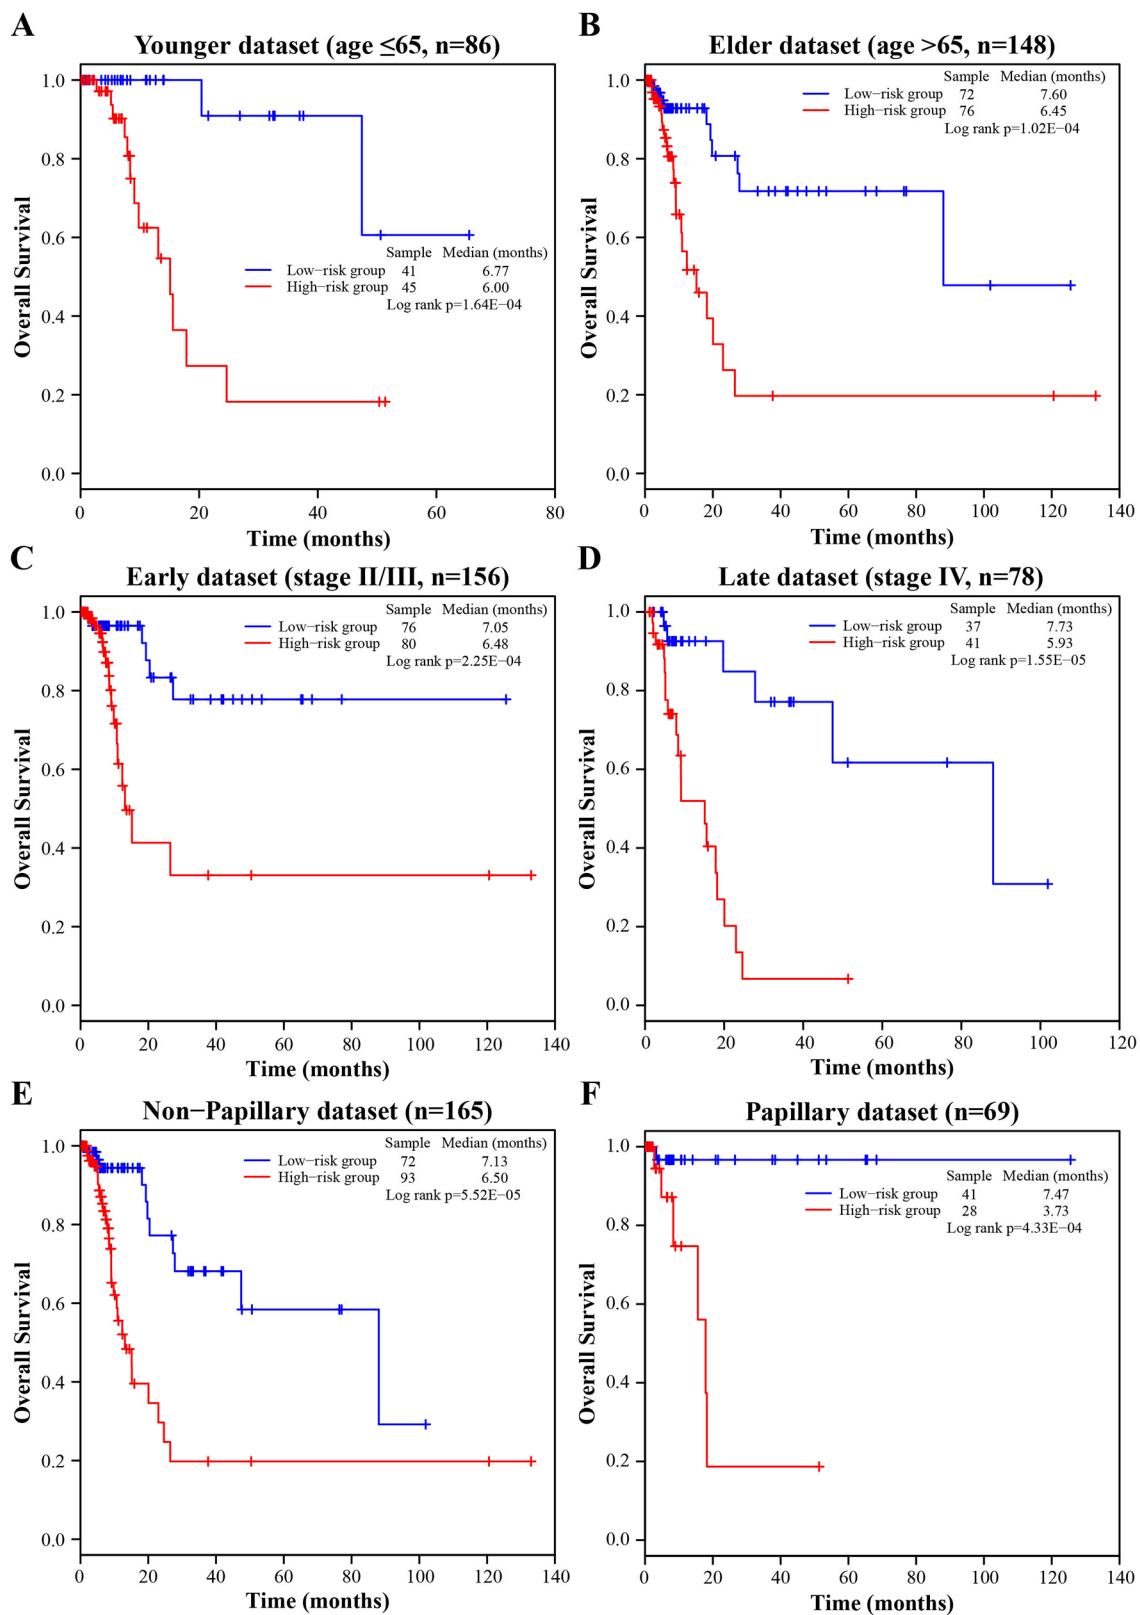 A
Younger dataset (age ≤65, n=86)
Overall Survival
1.0
0.8
0.6
0.4
0.2
0.0
Sample Median (months)
Low−risk group 41 6.77
High−risk group 45 6.00
Log rank p=1.64E−04
0 20 40 60 80
Time (months)
B
Elder dataset (age >65, n=148)
Overall Survival
1.0
0.8
0.6
0.4
0.2
0.0
Sample Median (months)
Low−risk group 72 7.60
High−risk group 76 6.45
Log rank p=1.02E−04
0 20 40 60 80 100 120 140
Time (months)
C
Early dataset (stage II/III, n=156)
Overall Survival
1.0
0.8
0.6
0.4
0.2
0.0
Sample Median (months)
Low−risk group 76 7.05
High−risk group 80 6.48
Log rank p=2.25E−04
0 20 40 60 80 100 120 140
Time (months)
D
Late dataset (stage IV, n=78)
Overall Survival
1.0
0.8
0.6
0.4
0.2
0.0
Sample Median (months)
Low−risk group 37 7.73
High−risk group 41 5.93
Log rank p=1.55E−05
0 20 40 60 80 100 120
Time (months)
E
Non−Papillary dataset (n=165)
Overall Survival
1.0
0.8
0.6
0.4
0.2
0.0
Sample Median (months)
Low−risk group 72 7.13
High−risk group 93 6.50
Log rank p=5.52E−05
0 20 40 60 80 100 120 140
Time (months)
F
Papillary dataset (n=69)
Overall Survival
1.0
0.8
0.6
0.4
0.2
0.0
Sample Median (months)
Low−risk group 41 7.47
High−risk group 28 3.73
Log rank p=4.33E−04
0 20 40 60 80 100 120 140
Time (months)